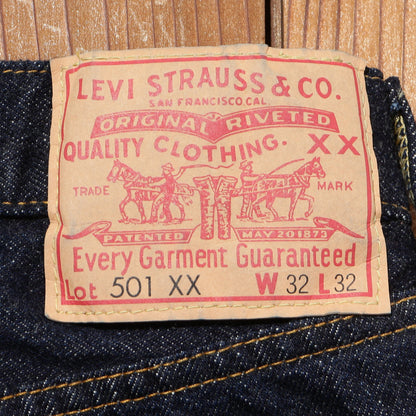 LEVI STRAUSS & CO.
SAN FRANCISCO, CAL.
ORIGINAL RIVETED
QUALITY CLOTHING. XX
TRADE MARK
PATENTED MAY 20 1873
Every Garment Guaranteed
Lot 501 XX W 32 L 32